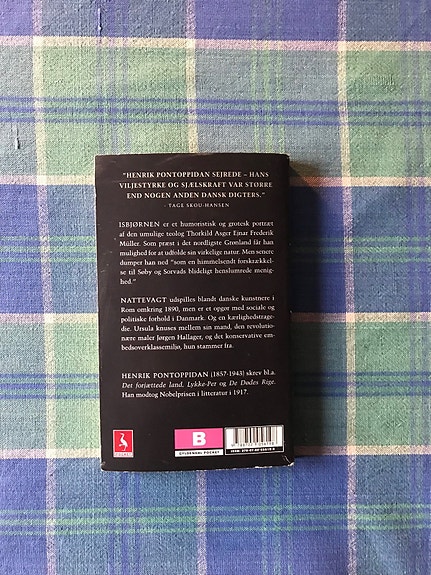 "HENRIK PONTOPPIDAN SEJREDE – HANS
VILJESTYRKE OG SJÆLSKRAFT VAR STØRRE
END NOGEN ANDEN DANSK DIGTERS."
– TAGE SKOU-HANSEN
ISBJØRNEN er et humoristisk og grotesk portræt
af den umulige teolog Thorkild Asger Ejnar Frederik
Müller. Som præst i det nordligste Grønland får han
mulighed for at udfolde sin virkelige natur. Men senere
dumper han ned "som en himmelsendt forskrækkel-
se til Søby og Sorvads blideligt henslumrede menig-
hed."
NATTEVAGT udspilles blandt danske kunstnere i
Rom omkring 1890, men er et opgør med sociale og
politiske forhold i Danmark. Og en kærlighedstrage-
die. Ursula knuses mellem sin mand, den revolutio-
nære maler Jørgen Hallager, og det konservative em-
bedsoverklassemiljø, hun stammer fra.
HENRIK PONTOPPIDAN (1857-1943) skrev bl.a.
Det forjættede land, Lykke-Per og De Dødes Rige.
Han modtog Nobelprisen i litteratur i 1917.
B
GYLDENDAL POCKET